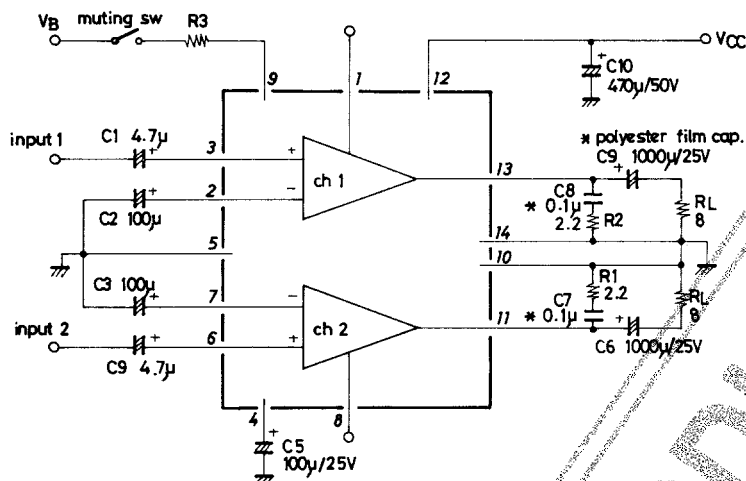 VB muting sw R3
9 1 12
VCC
+ C10
470μ/50V
* polyester film cap.
input 1 C1 4.7μ + 3 +
ch 1
13 + C9 1000μ/25V
C8
* 0.1μ
2.2 R2
RL
8
2 −
C2 100μ +
5
14
10
C3 100μ + 7 −
ch 2
R1
2.2
C7
* 0.1μ
RL
8
input 2 + 6 +
C9 4.7μ
11 +
C6 1000μ/25V
4 8
+ C5
100μ/25V